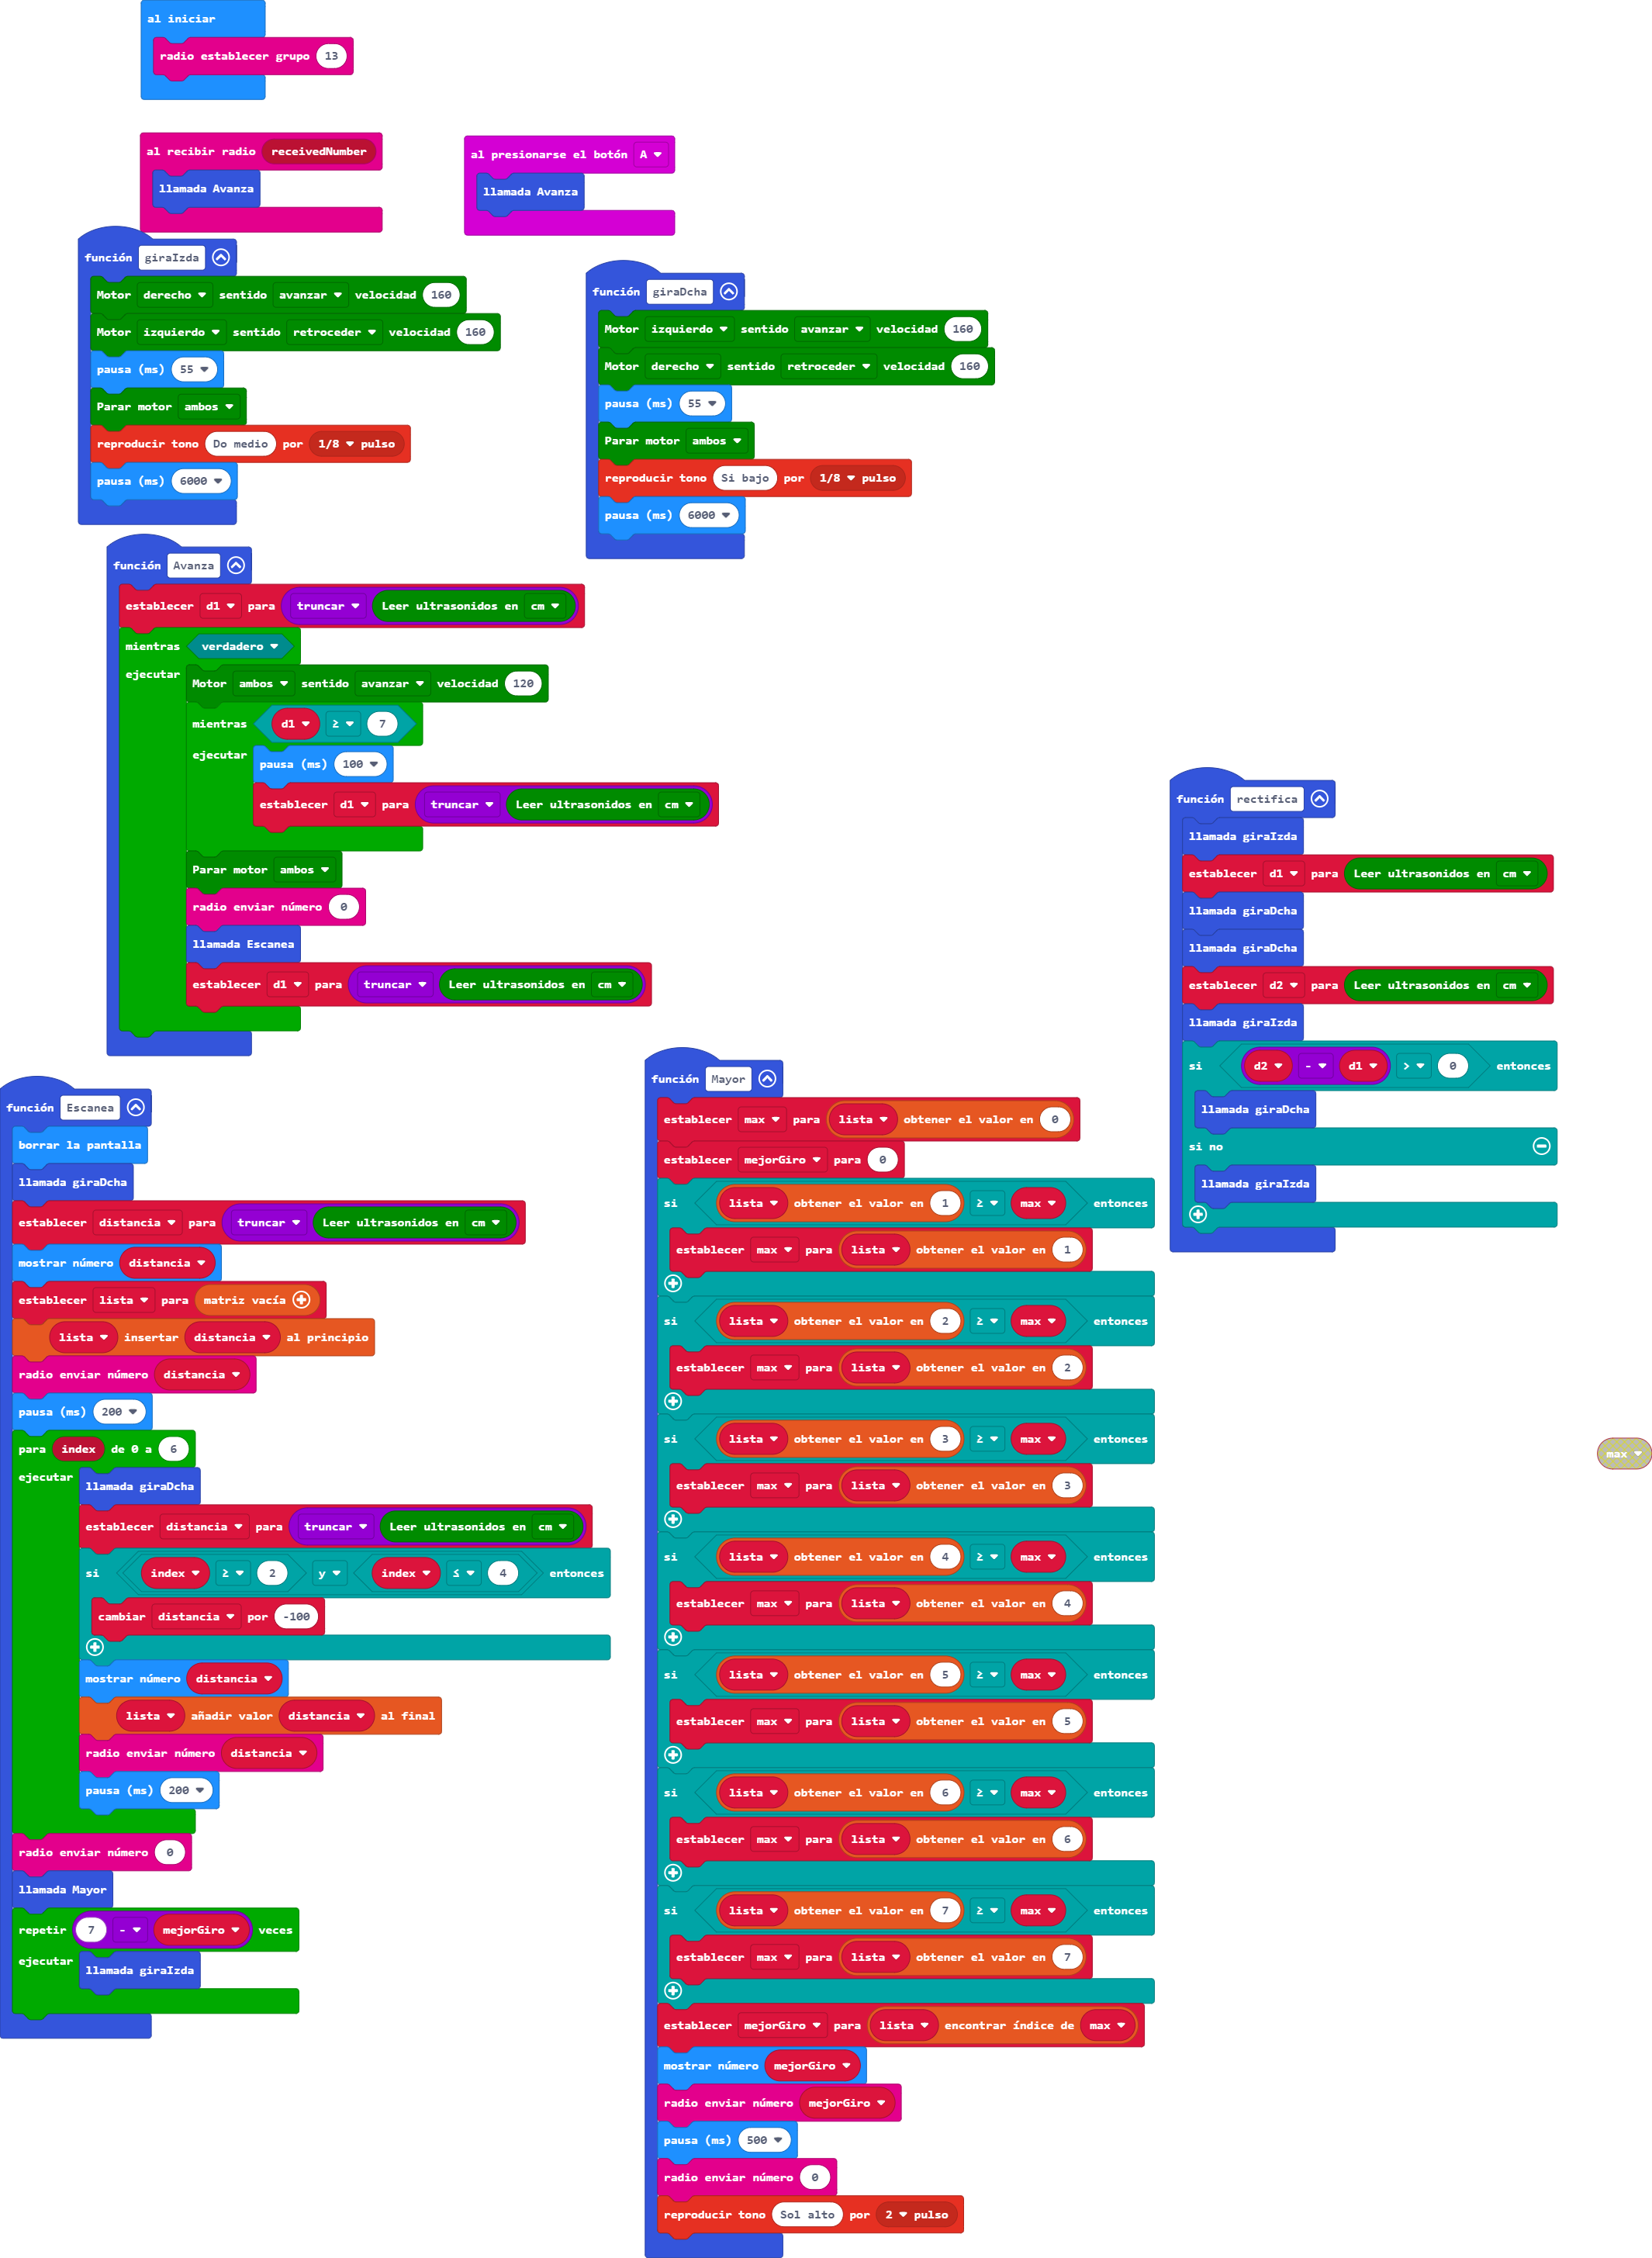 al iniciar
radio establecer grupo 13
al recibir radio receivedNumber
llamada Avanza
al presionarse el botón A
llamada Avanza
función giraIzda
Motor derecho sentido avanzar velocidad 160
Motor izquierdo sentido retroceder velocidad 160
pausa (ms) 55
Parar motor ambos
reproducir tono Do medio por 1/8 pulso
pausa (ms) 6000
función giraDcha
Motor izquierdo sentido avanzar velocidad 160
Motor derecho sentido retroceder velocidad 160
pausa (ms) 55
Parar motor ambos
reproducir tono Si bajo por 1/8 pulso
pausa (ms) 6000
función Avanza
establecer d1 para truncar Leer ultrasonidos en cm
mientras verdadero
ejecutar
Motor ambos sentido avanzar velocidad 120
mientras d1 ≥ 7
ejecutar
pausa (ms) 100
establecer d1 para truncar Leer ultrasonidos en cm
Parar motor ambos
radio enviar número 0
llamada Escanea
establecer d1 para truncar Leer ultrasonidos en cm
función rectifica
llamada giraIzda
establecer d1 para Leer ultrasonidos en cm
llamada giraDcha
llamada giraDcha
establecer d2 para Leer ultrasonidos en cm
llamada giraIzda
si d2 - d1 > 0 entonces
llamada giraDcha
si no
llamada giraIzda
función Escanea
borrar la pantalla
llamada giraDcha
establecer distancia para truncar Leer ultrasonidos en cm
mostrar número distancia
establecer lista para matriz vacía
lista insertar distancia al principio
radio enviar número distancia
pausa (ms) 200
para index de 0 a 6
ejecutar
llamada giraDcha
establecer distancia para truncar Leer ultrasonidos en cm
si index ≥ 2 y index ≤ 4 entonces
cambiar distancia por -100
mostrar número distancia
lista añadir valor distancia al final
radio enviar número distancia
pausa (ms) 200
radio enviar número 0
llamada Mayor
repetir 7 - mejorGiro veces
ejecutar
llamada giraIzda
función Mayor
establecer max para lista obtener el valor en 0
establecer mejorGiro para 0
si lista obtener el valor en 1 ≥ max entonces
establecer max para lista obtener el valor en 1
si lista obtener el valor en 2 ≥ max entonces
establecer max para lista obtener el valor en 2
si lista obtener el valor en 3 ≥ max entonces
establecer max para lista obtener el valor en 3
si lista obtener el valor en 4 ≥ max entonces
establecer max para lista obtener el valor en 4
si lista obtener el valor en 5 ≥ max entonces
establecer max para lista obtener el valor en 5
si lista obtener el valor en 6 ≥ max entonces
establecer max para lista obtener el valor en 6
si lista obtener el valor en 7 ≥ max entonces
establecer max para lista obtener el valor en 7
establecer mejorGiro para lista encontrar índice de max
mostrar número mejorGiro
radio enviar número mejorGiro
pausa (ms) 500
radio enviar número 0
reproducir tono Sol alto por 2 pulso
max